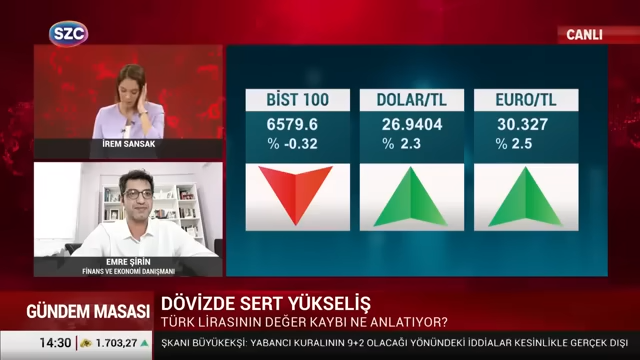 SZC
CANLI
İREM SANSAK
EMRE ŞİRİN
FİNANS VE EKONOMİ DANIŞMANI
BİST 100
6579.6
% -0.32
DOLAR/TL
26.9404
% 2.3
EURO/TL
30.327
% 2.5
GÜNDEM MASASI
DÖVİZDE SERT YÜKSELİŞ
TÜRK LİRASININ DEĞER KAYBI NE ANLATIYOR?
14:30
1.703,27
ŞKANI BÜYÜKEKŞİ: YABANCI KURALININ 9+2 OLACAĞI YÖNÜNDEKİ İDDİALAR KESİNLİKLE GERÇEK DIŞI